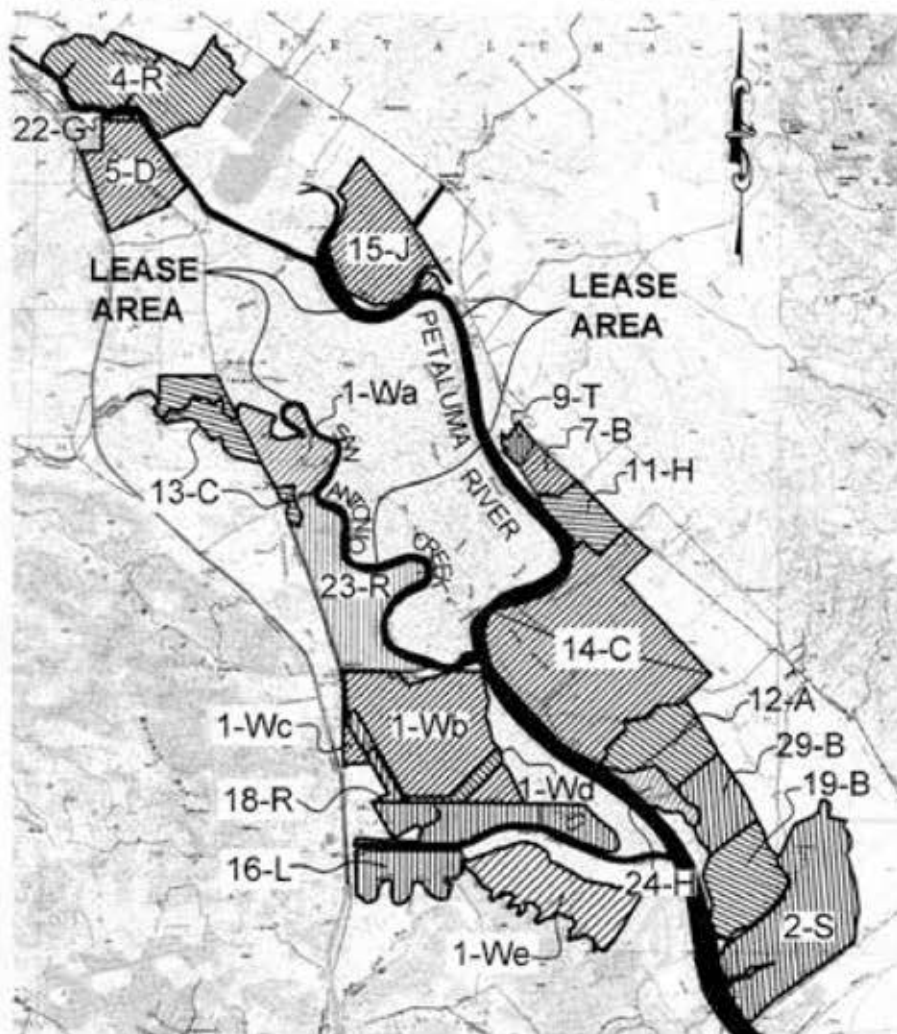 P E T A L U M A
4-R
22-G
5-D
15-J
LEASE
AREA
LEASE
AREA
PETALUMA
RIVER
1-Wa
SAN
ANTONIO
CREEK
9-T
7-B
11-H
13-C
23-R
14-C
12-A
1-Wc
1-Wb
29-B
1-Wd
19-B
18-R
16-L
24-H
2-S
1-We